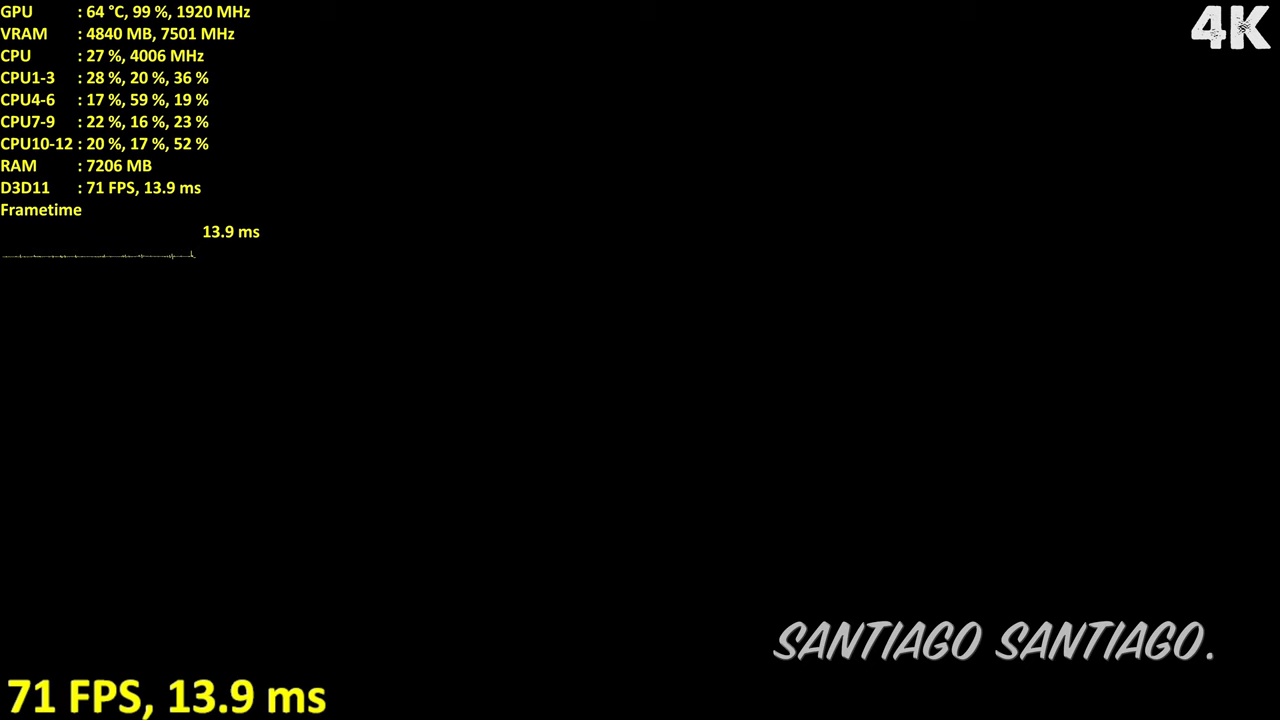 GPU : 64 °C, 99 %, 1920 MHz
VRAM : 4840 MB, 7501 MHz
CPU : 27 %, 4006 MHz
CPU1-3 : 28 %, 20 %, 36 %
CPU4-6 : 17 %, 59 %, 19 %
CPU7-9 : 22 %, 16 %, 23 %
CPU10-12 : 20 %, 17 %, 52 %
RAM : 7206 MB
D3D11 : 71 FPS, 13.9 ms
Frametime
13.9 ms
4K
SANTIAGO SANTIAGO.
71 FPS, 13.9 ms